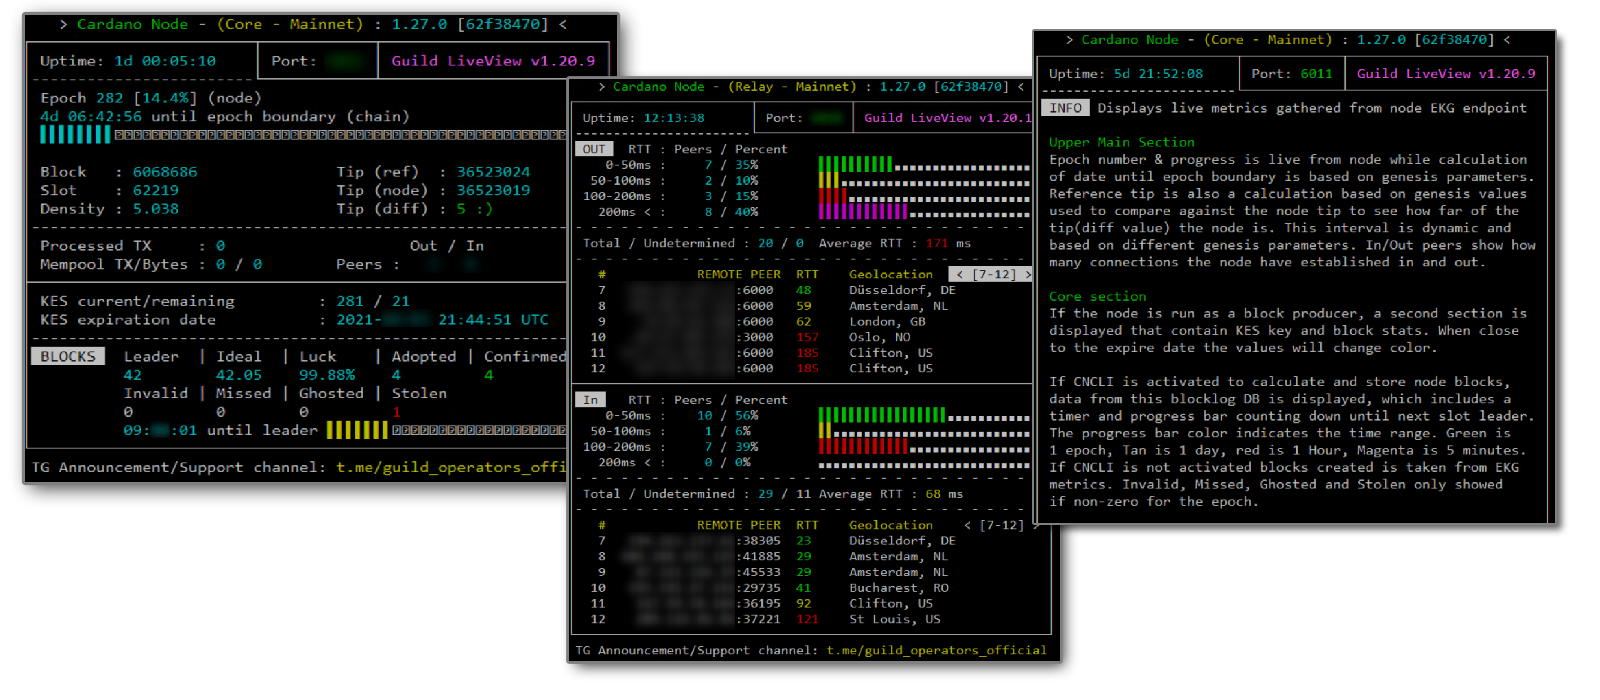 > Cardano Node - (Core - Mainnet) : 1.27.0 [62f38470] <
Uptime: 1d 00:05:10
Port:
Guild LiveView v1.20.9
Epoch 282 [14.4%] (node)
4d 06:42:56 until epoch boundary (chain)
Block : 6068686 Tip (ref) : 36523024
Slot : 62219 Tip (node) : 36523019
Density : 5.038 Tip (diff) : 5 :)
Processed TX : 0 Out / In
Mempool TX/Bytes : 0 / 0 Peers :
KES current/remaining : 281 / 21
KES expiration date : 2021- 21:44:51 UTC
BLOCKS Leader | Ideal | Luck | Adopted | Confirmed
42 42.05 99.88% 4 4
Invalid | Missed | Ghosted | Stolen
0 0 0 1
09: :01 until leader
TG Announcement/Support channel: t.me/guild_operators_offi
> Cardano Node - (Relay - Mainnet) : 1.27.0 [62f38470] <
Uptime: 12:13:38
Port:
Guild LiveView v1.20.1
OUT RTT : Peers / Percent
0-50ms : 7 / 35%
50-100ms : 2 / 10%
100-200ms : 3 / 15%
200ms < : 8 / 40%
Total / Undetermined : 20 / 0 Average RTT : 171 ms
# REMOTE PEER RTT Geolocation < [7-12] >
7 :6000 48 Düsseldorf, DE
8 :6000 59 Amsterdam, NL
9 :6000 62 London, GB
10 :3000 157 Oslo, NO
11 :6000 185 Clifton, US
12 :6000 185 Clifton, US
In RTT : Peers / Percent
0-50ms : 10 / 56%
50-100ms : 1 / 6%
100-200ms : 7 / 39%
200ms < : 0 / 0%
Total / Undetermined : 29 / 11 Average RTT : 68 ms
# REMOTE PEER RTT Geolocation < [7-12] >
7 :38305 23 Düsseldorf, DE
8 :41885 29 Amsterdam, NL
9 :45533 29 Amsterdam, NL
10 :29735 41 Bucharest, RO
11 :36195 92 Clifton, US
12 :37221 121 St Louis, US
TG Announcement/Support channel: t.me/guild_operators_official
> Cardano Node - (Core - Mainnet) : 1.27.0 [62f38470] <
Uptime: 5d 21:52:08
Port: 6011
Guild LiveView v1.20.9
INFO Displays live metrics gathered from node EKG endpoint
Upper Main Section
Epoch number & progress is live from node while calculation
of date until epoch boundary is based on genesis parameters.
Reference tip is also a calculation based on genesis values
used to compare against the node tip to see how far of the
tip(diff value) the node is. This interval is dynamic and
based on different genesis parameters. In/Out peers show how
many connections the node have established in and out.
Core section
If the node is run as a block producer, a second section is
displayed that contain KES key and block stats. When close
to the expire date the values will change color.
If CNCLI is activated to calculate and store node blocks,
data from this blocklog DB is displayed, which includes a
timer and progress bar counting down until next slot leader.
The progress bar color indicates the time range. Green is
1 epoch, Tan is 1 day, red is 1 Hour, Magenta is 5 minutes.
If CNCLI is not activated blocks created is taken from EKG
metrics. Invalid, Missed, Ghosted and Stolen only showed
if non-zero for the epoch.